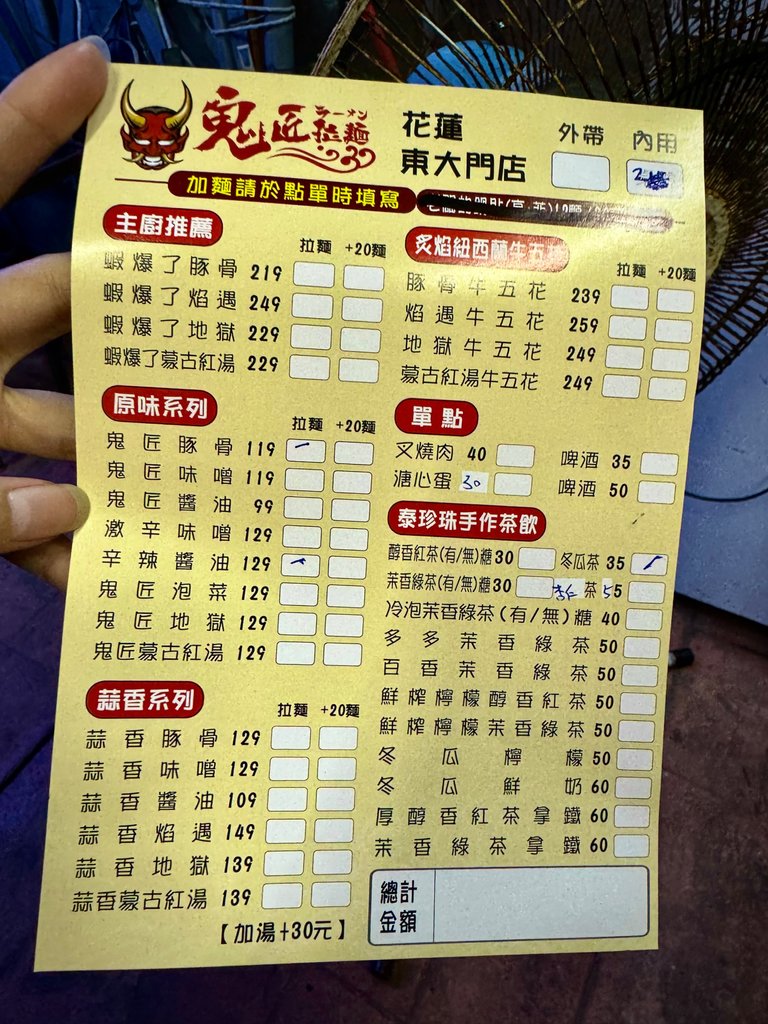 鬼匠拉麵
ラーメン
花蓮
東大門店
外帶 內用
加麵請於點單時填寫
主廚推薦 拉麵 +20麵
蝦爆了豚骨 219
蝦爆了焰遇 249
蝦爆了地獄 229
蝦爆了蒙古紅湯 229
原味系列 拉麵 +20麵
鬼匠豚骨 119
鬼匠味噌 119
鬼匠醬油 99
激辛味噌 129
辛辣醬油 129
鬼匠泡菜 129
鬼匠地獄 129
鬼匠蒙古紅湯 129
蒜香系列 拉麵 +20麵
蒜香豚骨 129
蒜香味噌 129
蒜香醬油 109
蒜香焰遇 149
蒜香地獄 139
蒜香蒙古紅湯 139
【加湯+30元】
炙焰紐西蘭牛五花 拉麵 +20麵
豚骨牛五花 239
焰遇牛五花 259
地獄牛五花 249
蒙古紅湯牛五花 249
單點
叉燒肉 40 啤酒 35
溏心蛋 30 啤酒 50
泰珍珠手作茶飲
醇香紅茶(有/無)糖 30 冬瓜茶 35
茉香綠茶(有/無)糖 30 茶 55
冷泡茉香綠茶(有/無)糖 40
多多茉香綠茶 50
百香茉香綠茶 50
鮮榨檸檬醇香紅茶 50
鮮榨檸檬茉香綠茶 50
冬瓜檸檬 50
冬瓜鮮奶 60
厚醇香紅茶拿鐵 60
茉香綠茶拿鐵 60
總計
金額